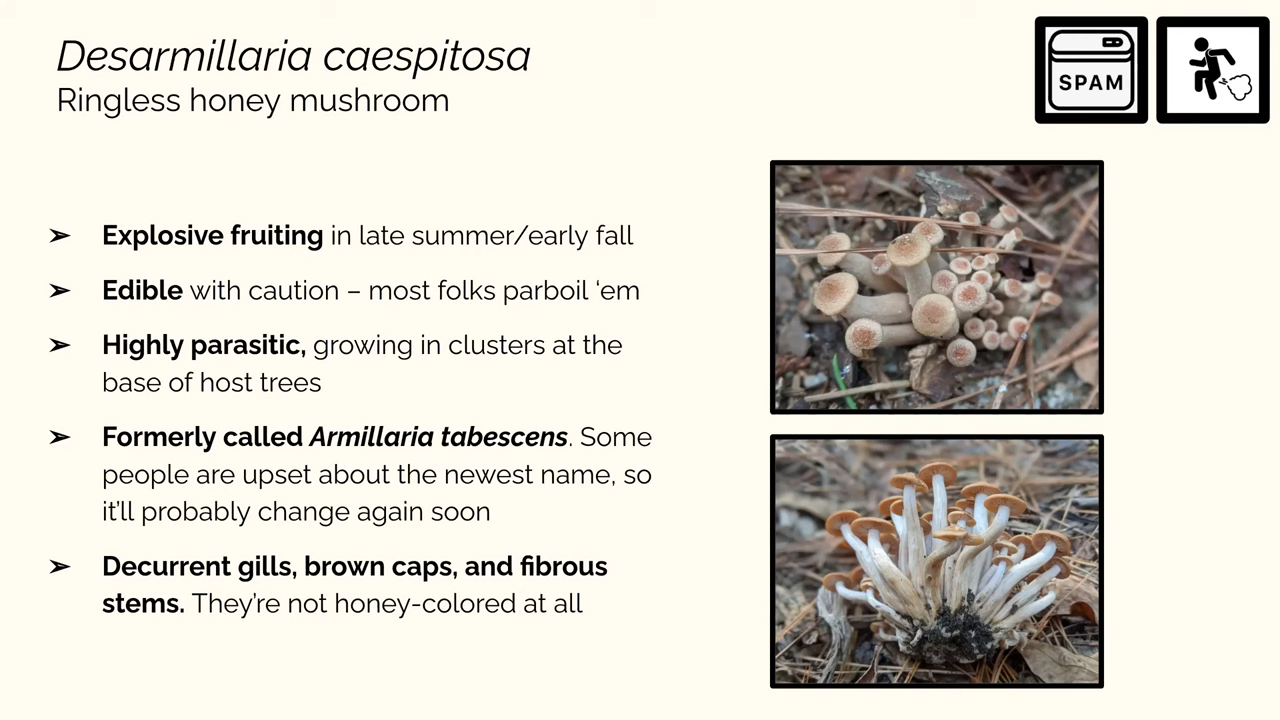 Desarmillaria caespitosa
Ringless honey mushroom
SPAM
➢ Explosive fruiting in late summer/early fall
➢ Edible with caution – most folks parboil ‘em
➢ Highly parasitic, growing in clusters at the
base of host trees
➢ Formerly called Armillaria tabescens. Some
people are upset about the newest name, so
it’ll probably change again soon
➢ Decurrent gills, brown caps, and fibrous
stems. They’re not honey-colored at all